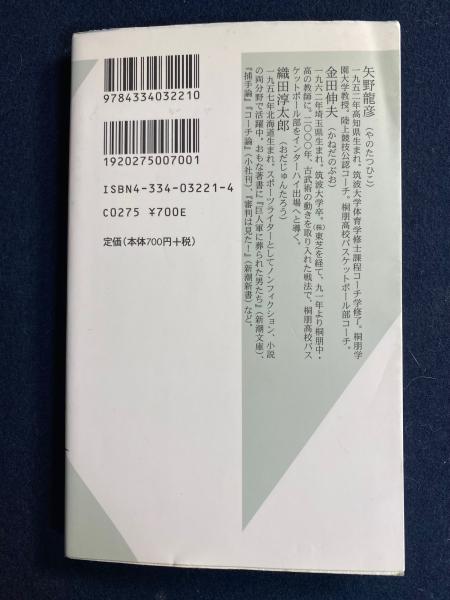 9784334032210
1920275007001
ISBN4-334-03221-4
C0275 ¥700E
定価(本体700円+税)
矢野龍彦(やのたつひこ)
一九五二年高知県生まれ。筑波大学体育学修士課程コーチ学修了。桐朋学
園大学教授。陸上競技公認コーチ。桐朋高校バスケットボール部コーチ。
金田伸夫(かねだのぶお)
一九六二年埼玉県生まれ。筑波大学卒。㈱東芝を経て、九一年より桐朋中・
高の教師に。二〇〇〇年、古武術の動きを取り入れた戦法で、桐朋高校バス
ケットボール部をインターハイ出場へと導く。
織田淳太郎(おだじゅんたろう)
一九五七年北海道生まれ。スポーツライターとしてノンフィクション、小説
の両分野で活躍中。おもな著書に『巨人軍に葬られた男たち』(新潮文庫)、
『捕手論』『コーチ論』(小社刊)、『審判は見た!』(新潮新書)など。